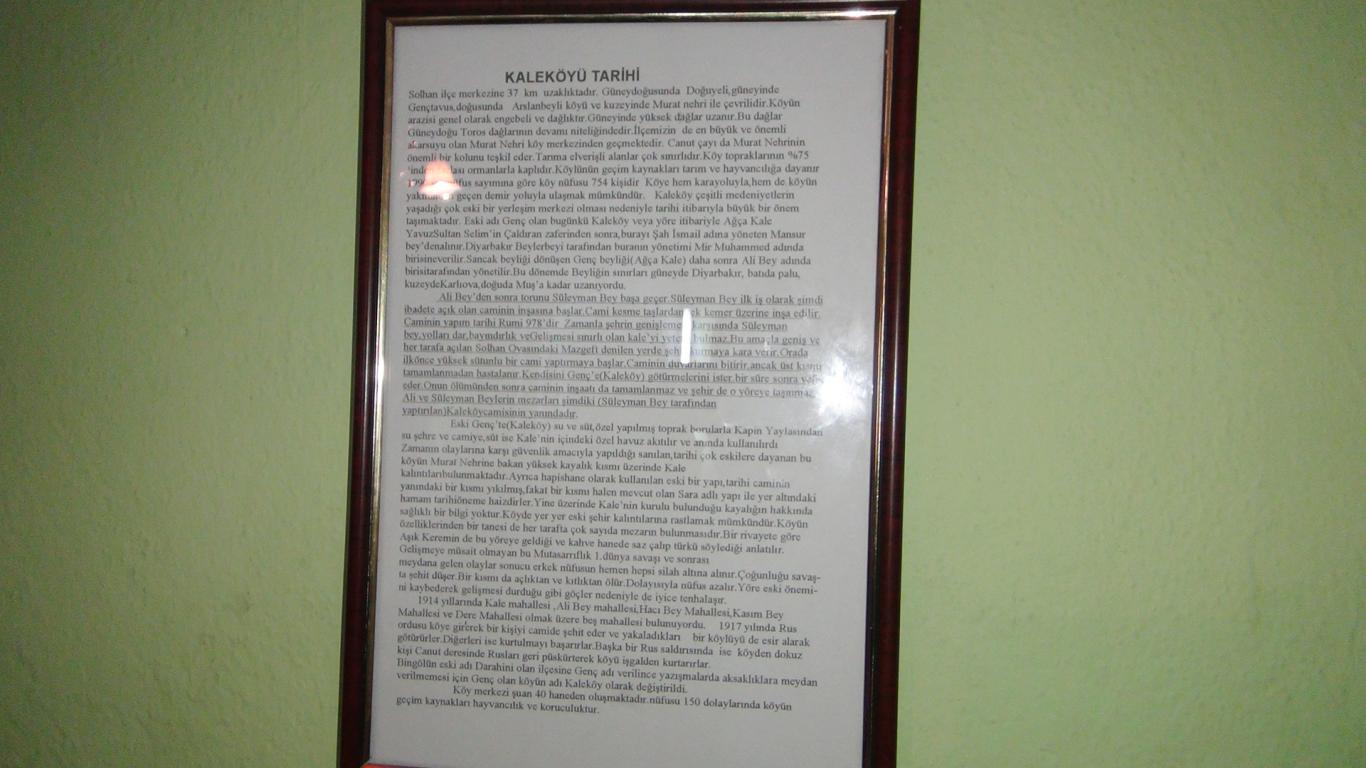 KALEKÖYÜ TARİHİ
Solhan ilçe merkezine 37 km uzaklıktadır. Güneydoğusunda Doğuyeli,güneyinde
Gençtavus,doğusunda Arslanbeyli köyü ve kuzeyinde Murat nehri ile çevrilidir.Köyün
arazisi genel olarak engebeli ve dağlıktır.Güneyinde yüksek dağlar uzanır.Bu dağlar
Güneydoğu Toros dağlarının devamı niteliğindedir.İlçemizin de en büyük ve önemli
akarsuyu olan Murat Nehri köy merkezinden geçmektedir. Canut çayı da Murat Nehrinin
önemli bir kolunu teşkil eder.Tarıma elverişli alanlar çok sınırlıdır.Köy topraklarının %75
ormanlarla kaplıdır.Köylünün geçim kaynakları tarım ve hayvancılığa dayanır
sayımına göre köy nüfusu 754 kişidir Köye hem karayoluyla,hem de köyün
geçen demir yoluyla ulaşmak mümkündür. Kaleköy çeşitli medeniyetlerin
yaşadığı çok eski bir yerleşim merkezi olması nedeniyle tarihi itibarıyla büyük bir önem
taşımaktadır. Eski adı Genç olan bugünkü Kaleköy veya yöre itibariyle Ağça Kale
YavuzSultan Selim'in Çaldıran zaferinden sonra,burayı Şah İsmail adına yöneten Mansur
bey'denalınır.Diyarbakır Beylerbeyi tarafından buranın yönetimi Mir Muhammed adında
birisineverilir.Sancak beyliği dönüşen Genç beyliği(Ağça Kale) daha sonra Ali Bey adında
birisitarafından yönetilir.Bu dönemde Beyliğin sınırları güneyde Diyarbakır, batıda palu,
kuzeydeKarlıova,doğuda Muş'a kadar uzanıyordu.
Ali Bey'den sonra torunu Süleyman Bey başa geçer.Süleyman Bey ilk iş olarak şimdi
ibadete açık olan caminin inşasına başlar.Cami kesme taşlardan kemer üzerine inşa edilir.
Caminin yapım tarihi Rumi 978'dir Zamanla şehrin karşısında Süleyman
bey,yolları dar,bayındırlık veGelişmesi sınırlı olan kale'yi bulmaz.Bu amaçla geniş ve
her tarafa açılan Solhan Ovasındaki Mazgeft denilen yerde kurmaya kara verir.Orada
ilkönce yüksek sütunlu bir cami yaptırmaya başlar.Caminin duvarlarını bitirir,ancak üst kısmı
tamamlanmadan hastalanır.Kendisini Genç'e(Kaleköy) götürmelerini ister.bir süre sonra
eder.Onun ölümünden sonra caminin inşaatı da tamamlanmaz ve şehir de o yöreye
Ali ve Süleyman Beylerin mezarları şimdiki (Süleyman Bey tarafından
yaptırılan)Kaleköycamisinin yanındadır.
Eski Genç'te(Kaleköy) su ve süt,özel yapılmış toprak borularla Kapin Yaylasından
su şehre ve camiye,süt ise Kale'nin içindeki özel havuz akıtılır ve anında kullanılırdı
Zamanın olaylarına karşı güvenlik amacıyla yapıldığı sanılan,tarihi çok eskilere dayanan bu
köyün Murat Nehrine bakan yüksek kayalık kısmı üzerinde Kale
kalıntılarıbulunmaktadır.Ayrıca hapishane olarak kullanılan eski bir yapı,tarihi caminin
yanındaki bir kısmı yıkılmış,fakat bir kısmı halen mevcut olan Sara adlı yapı ile yer altındaki
hamam tarihiöneme haizdirler.Yine üzerinde Kale'nin kurulu bulunduğu kayalığın hakkında
sağlıklı bir bilgi yoktur.Köyde yer yer eski şehir kalıntılarına rastlamak mümkündür.Köyün
özelliklerinden bir tanesi de her tarafta çok sayıda mezarın bulunmasıdır.Bir rivayete göre
Aşık Keremin de bu yöreye geldiği ve kahve hanede saz çalıp türkü söylediği anlatılır.
Gelişmeye müsait olmayan bu Mutasarrıflık 1.dünya savaşı ve sonrası
meydana gelen olaylar sonucu erkek nüfusun hemen hepsi silah altına alınır.Çoğunluğu savaş-
ta şehit düşer.Bir kısmı da açlıktan ve kıtlıktan ölür.Dolayısıyla nüfus azalır.Yöre eski önemi-
ni kaybederek gelişmesi durduğu gibi göçler nedeniyle de iyice tenhalaşır.
1914 yıllarında Kale mahallesi ,Ali Bey mahallesi,Hacı Bey Mahallesi,Kasım Bey
Mahallesi ve Dere Mahallesi olmak üzere beş mahallesi bulunuyordu. 1917 yılında Rus
ordusu köye girerek bir kişiyi camide şehit eder ve yakaladıkları bir köylüyü de esir alarak
götürürler.Diğerleri ise kurtulmayı başarırlar.Başka bir Rus saldırısında ise köyden dokuz
kişi Canut deresinde Rusları geri püskürterek köyü işgalden kurtarırlar.
Bingölün eski adı Darahini olan ilçesine Genç adı verilince yazışmalarda aksaklıklara meydan
verilmemesi için Genç olan köyün adı Kaleköy olarak değiştirildi.
Köy merkezi şuan 40 haneden oluşmaktadır.nüfusu 150 dolaylarında köyün
geçim kaynakları hayvancılık ve koruculuktur.